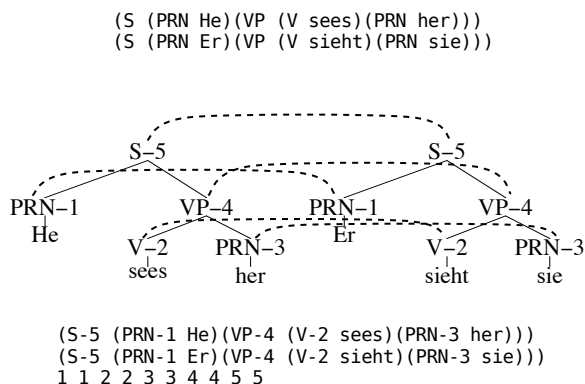 (S (PRN He)(VP (V sees)(PRN her)))
(S (PRN Er)(VP (V sieht)(PRN sie)))
S–5 S–5
PRN–1 VP–4 PRN–1 VP–4
He Er
V–2 PRN–3 V–2 PRN–3
sees her sieht sie
(S-5 (PRN-1 He)(VP-4 (V-2 sees)(PRN-3 her)))
(S-5 (PRN-1 Er)(VP-4 (V-2 sieht)(PRN-3 sie)))
1 1 2 2 3 3 4 4 5 5